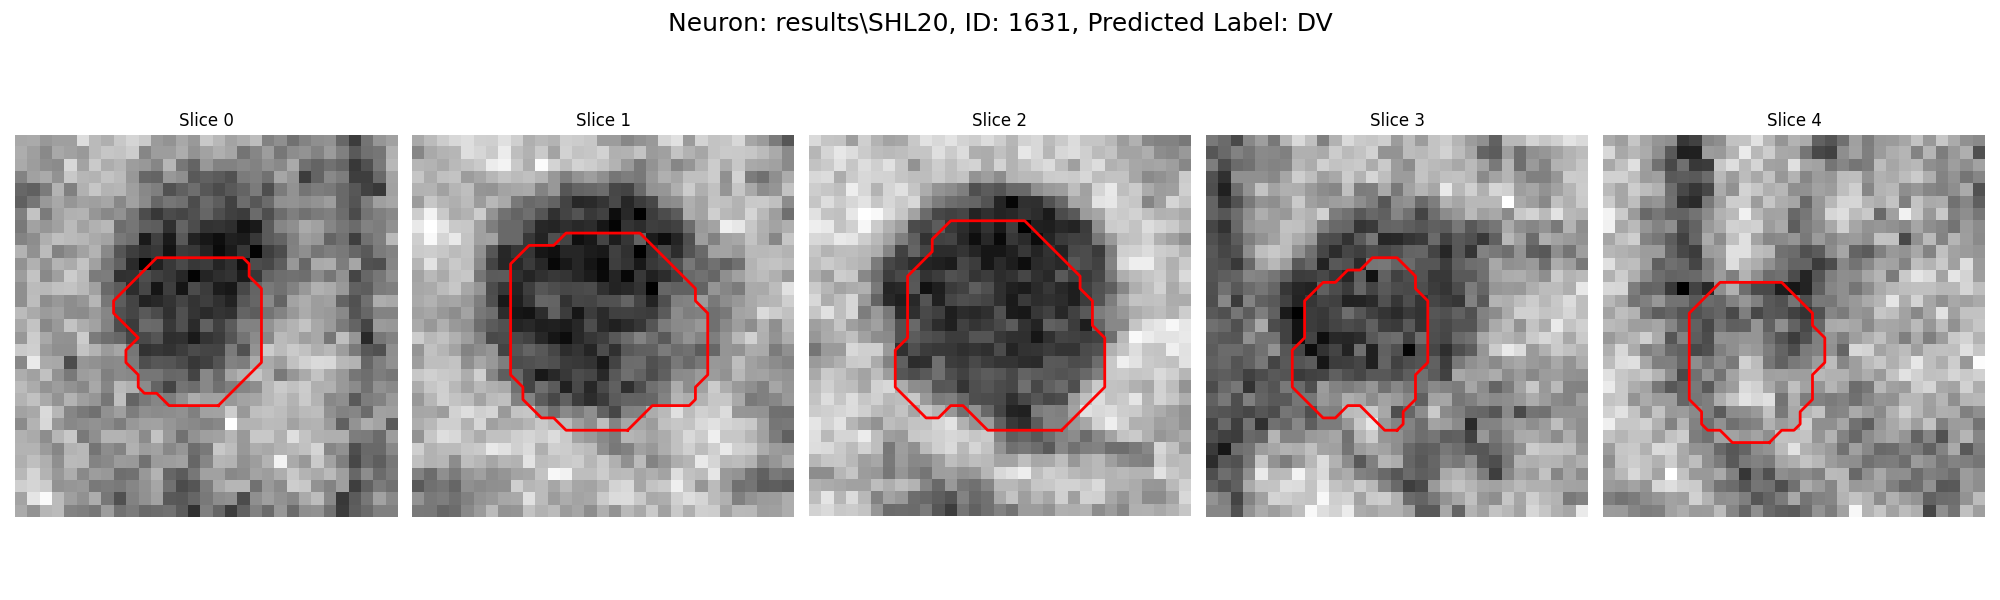 Neuron: results\SHL20, ID: 1631, Predicted Label: DV
Slice 0
Slice 1
Slice 2
Slice 3
Slice 4